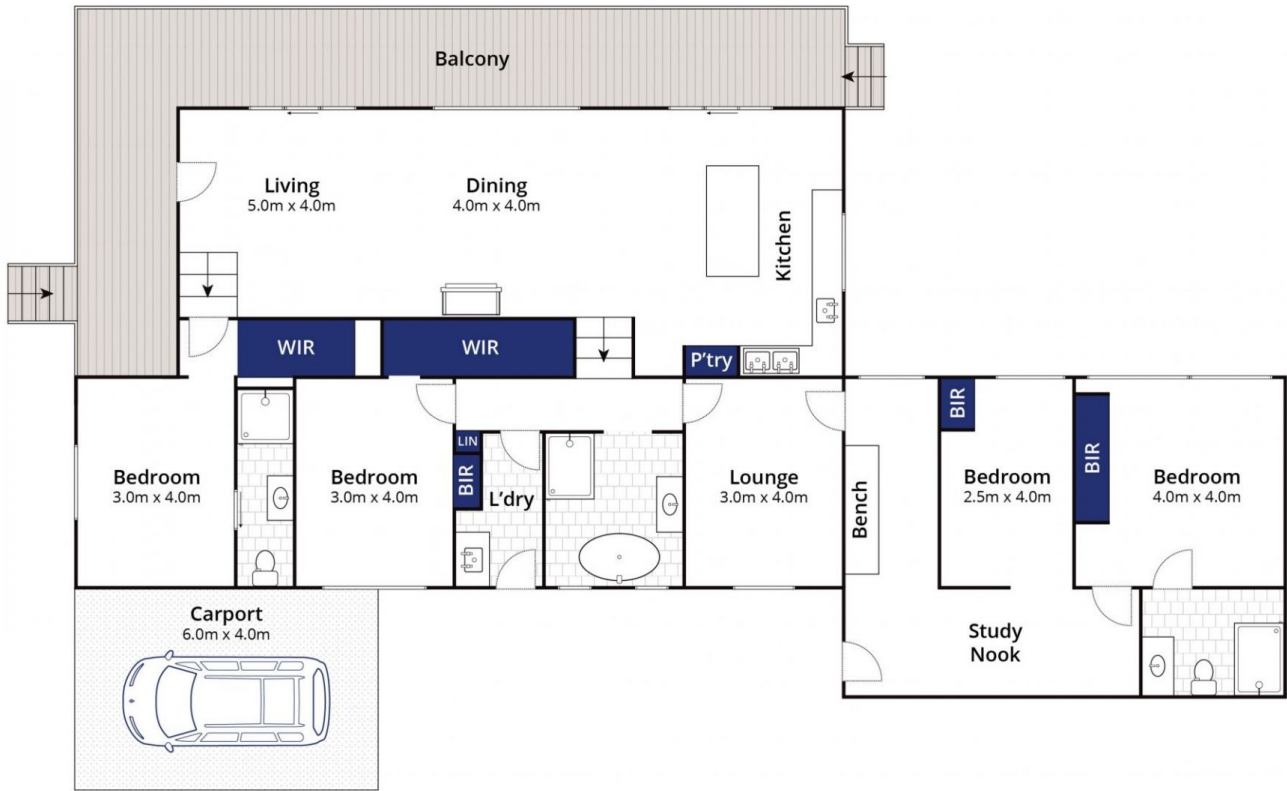 Balcony
Living
5.0m x 4.0m
Dining
4.0m x 4.0m
Kitchen
WIR
WIR
P'try
Bedroom
3.0m x 4.0m
Bedroom
3.0m x 4.0m
LIN
BIR
L'dry
Lounge
3.0m x 4.0m
Bench
BIR
Bedroom
2.5m x 4.0m
BIR
Bedroom
4.0m x 4.0m
Carport
6.0m x 4.0m
Study
Nook